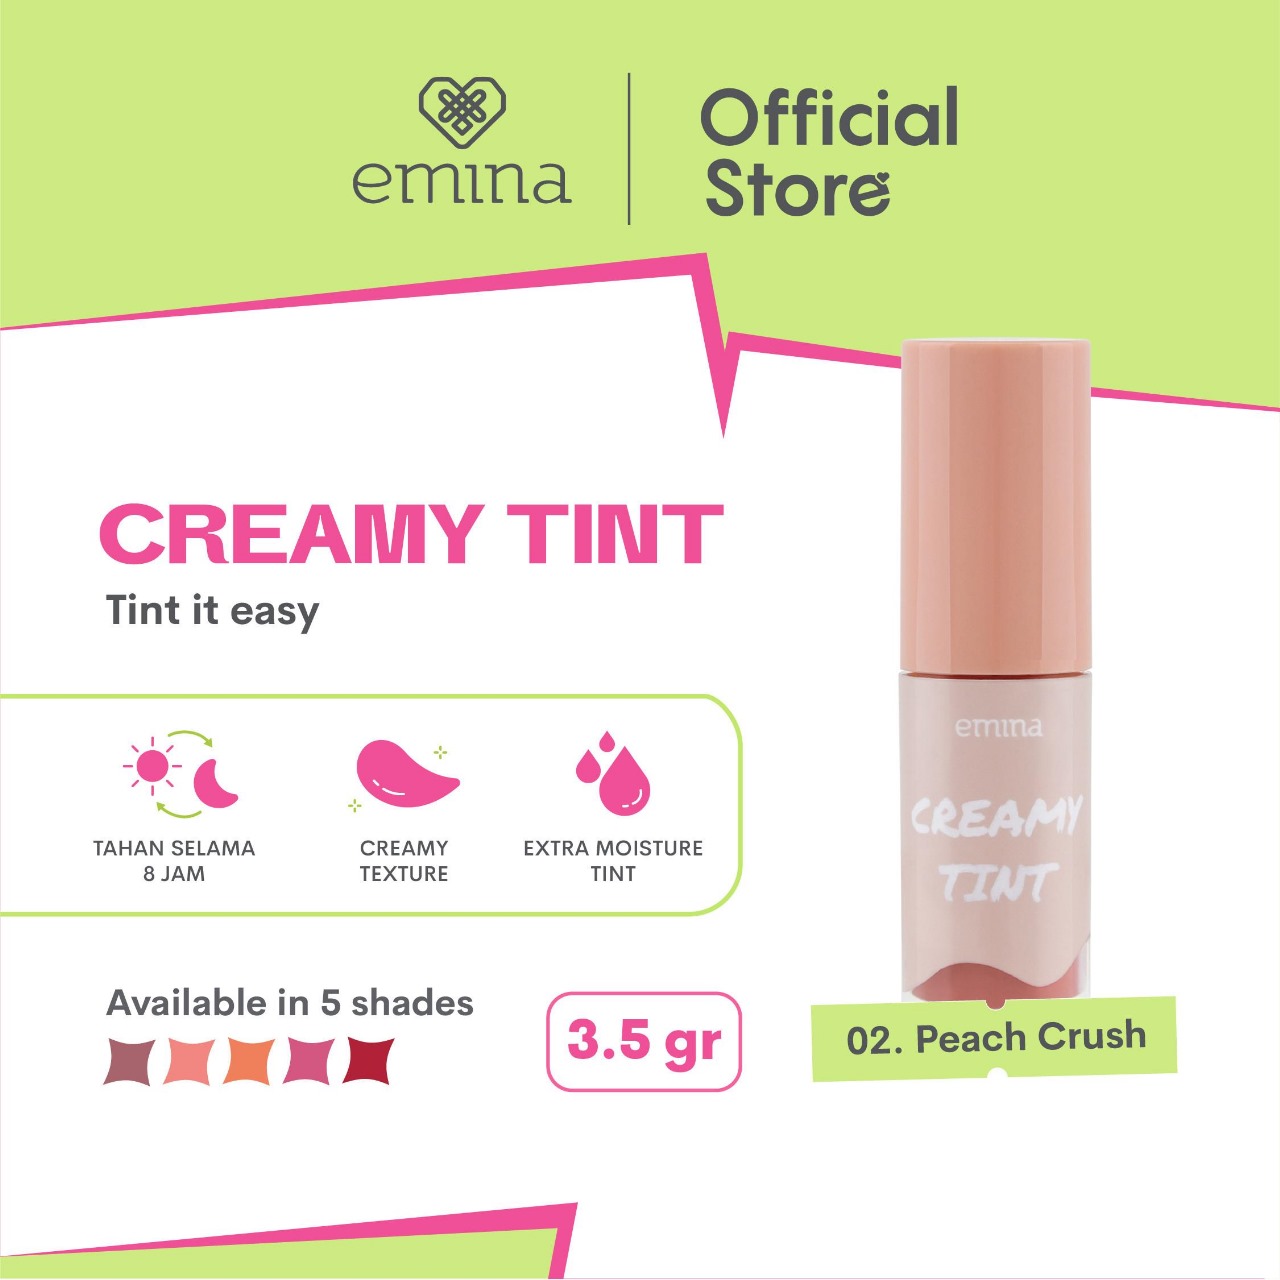 emina
Official
Store
CREAMY TINT
Tint it easy
TAHAN SELAMA
8 JAM
CREAMY
TEXTURE
EXTRA MOISTURE
TINT
emina
CREAMY
TINT
Available in 5 shades
3.5 gr
02. Peach Crush